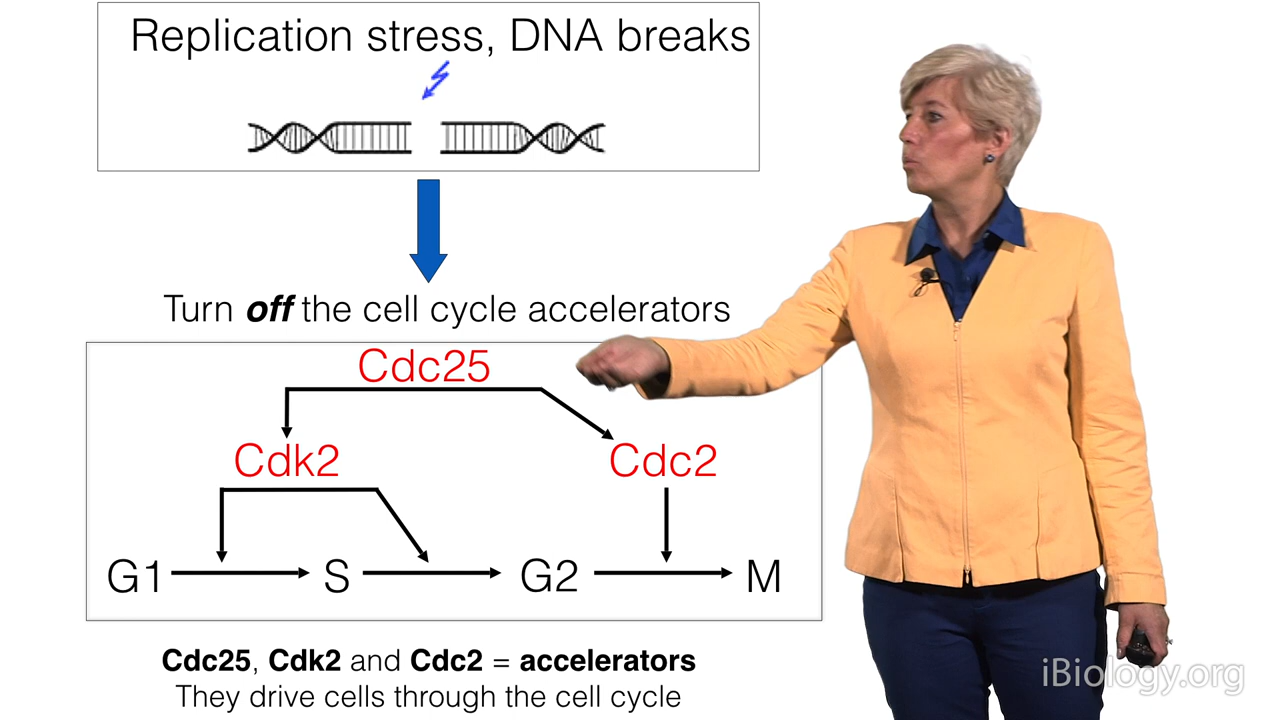 Replication stress, DNA breaks
Turn off the cell cycle accelerators
Cdc25
Cdk2
Cdc2
G1
S
G2
M
Cdc25, Cdk2 and Cdc2 = accelerators
They drive cells through the cell cycle
iBiology.org